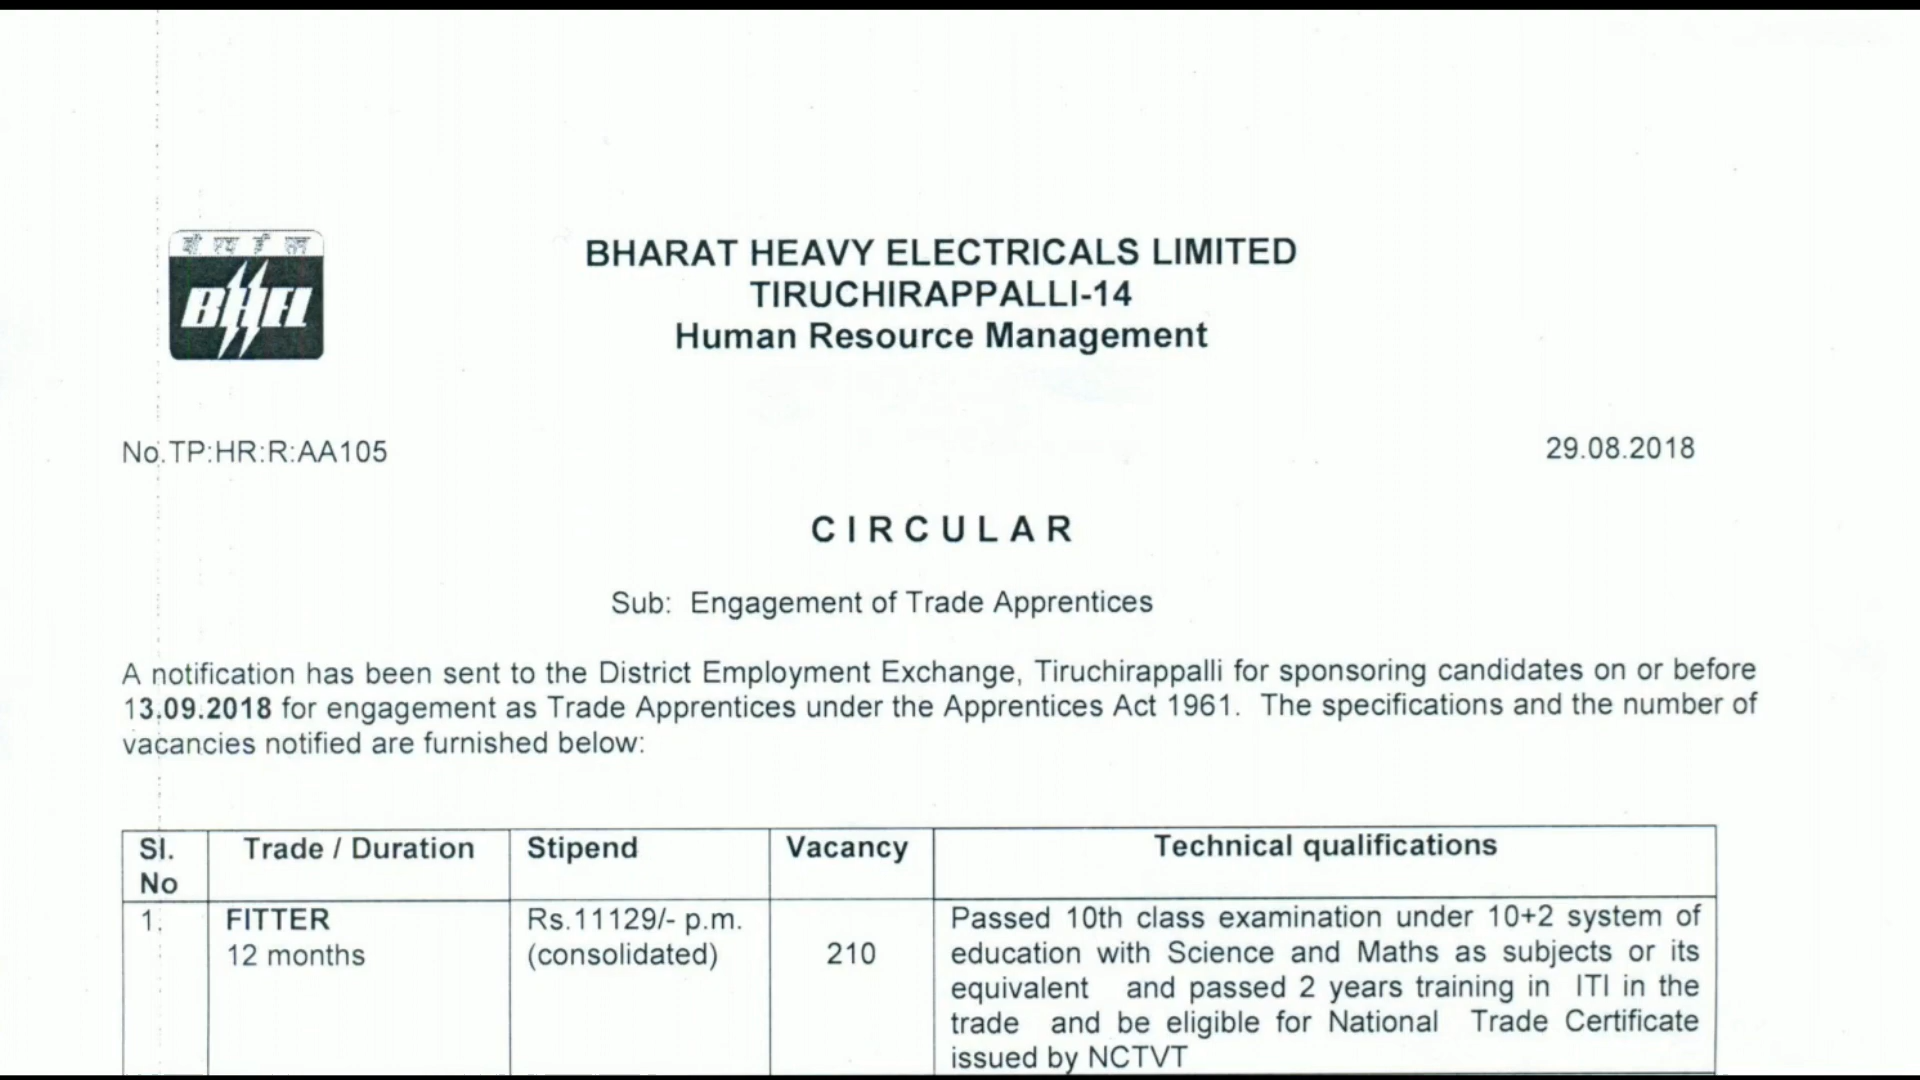 बी एच ई एल
BHEL
BHARAT HEAVY ELECTRICALS LIMITED
TIRUCHIRAPPALLI-14
Human Resource Management
No.TP:HR:R:AA105
29.08.2018
CIRCULAR
Sub: Engagement of Trade Apprentices
A notification has been sent to the District Employment Exchange, Tiruchirappalli for sponsoring candidates on or before
13.09.2018 for engagement as Trade Apprentices under the Apprentices Act 1961. The specifications and the number of
vacancies notified are furnished below:
Sl. No
Trade / Duration
Stipend
Vacancy
Technical qualifications
1.
FITTER
12 months
Rs.11129/- p.m.
(consolidated)
210
Passed 10th class examination under 10+2 system of
education with Science and Maths as subjects or its
equivalent and passed 2 years training in ITI in the
trade and be eligible for National Trade Certificate
issued by NCTVT